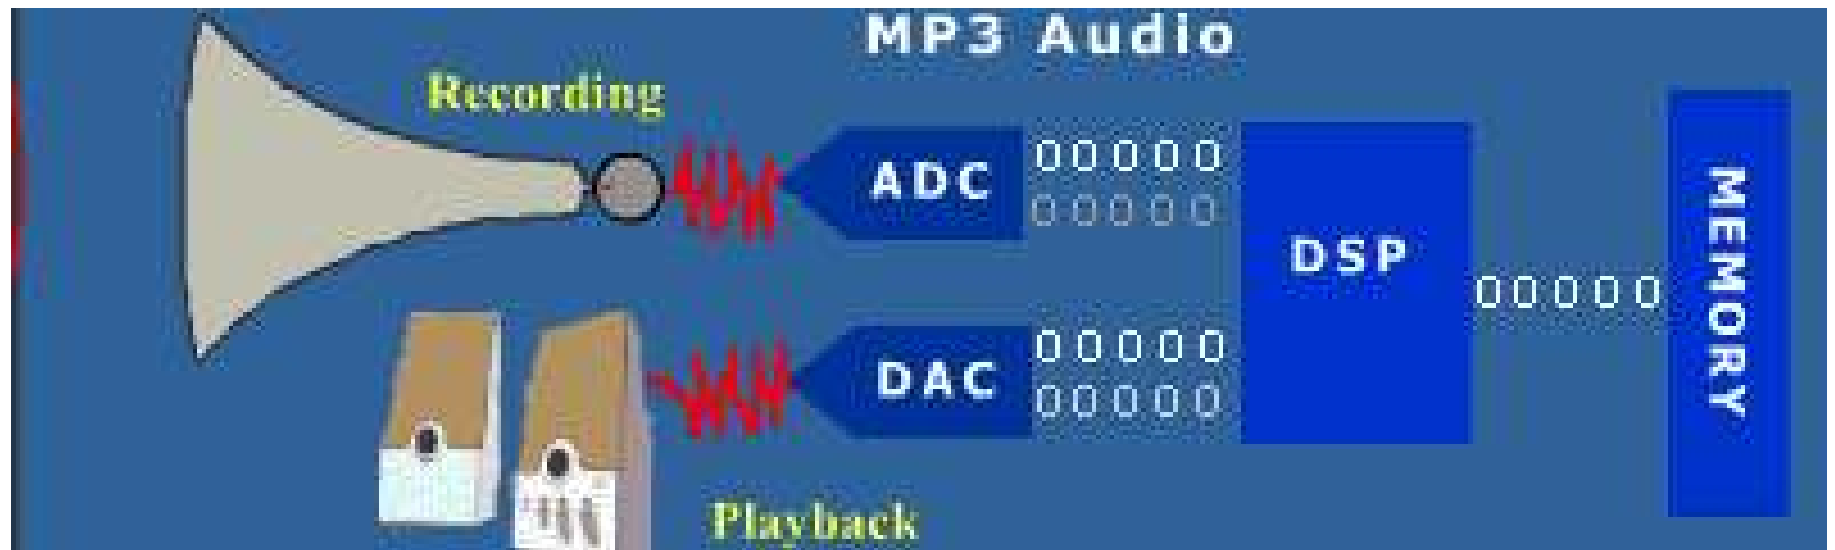 MP3 Audio
Recording
ADC
00000
00000
DSP
00000
MEMORY
DAC
00000
00000
Playback